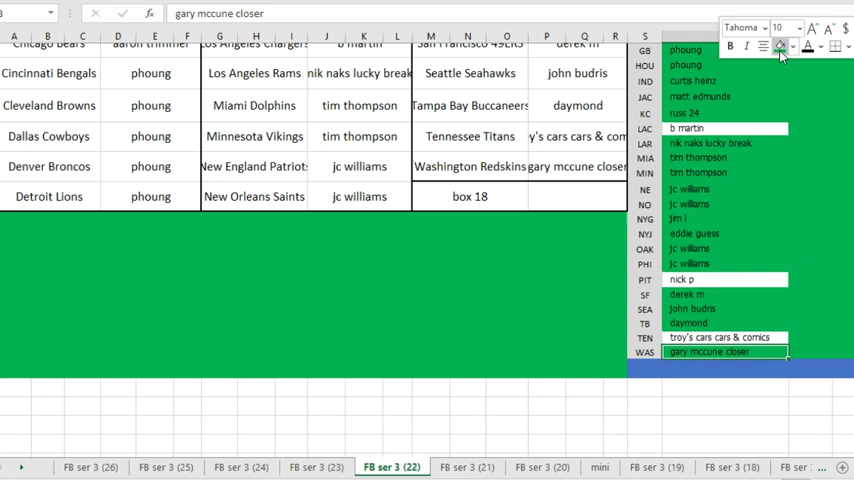 gary mccune closer
Tahoma 10 A A $
B I A
A B C D E F G H I J K L M N O P Q R S
Chicago Bears aaron thimmer Los Angeles Chargers b martin San Francisco 49ERS derek m
Cincinnati Bengals phoung Los Angeles Rams nik naks lucky break Seattle Seahawks john budris
Cleveland Browns phoung Miami Dolphins tim thompson Tampa Bay Buccaneers daymond
Dallas Cowboys phoung Minnesota Vikings tim thompson Tennessee Titans y's cars cars & com
Denver Broncos phoung New England Patriots jc williams Washington Redskins gary mccune closer
Detroit Lions phoung New Orleans Saints jc williams box 18
GB phoung
HOU phoung
IND curtis heinz
JAC matt edmunds
KC russ 24
LAC b martin
LAR nik naks lucky break
MIA tim thompson
MIN tim thompson
NE jc williams
NO jc williams
NYG jim l
NYJ eddie guess
OAK jc williams
PHI jc williams
PIT nick p
SF derek m
SEA john budris
TB daymond
TEN troy's cars cars & comics
WAS gary mccune closer
FB ser 3 (26) FB ser 3 (25) FB ser 3 (24) FB ser 3 (23) FB ser 3 (22) FB ser 3 (21) FB ser 3 (20) mini FB ser 3 (19) FB ser 3 (18) FB ser ...